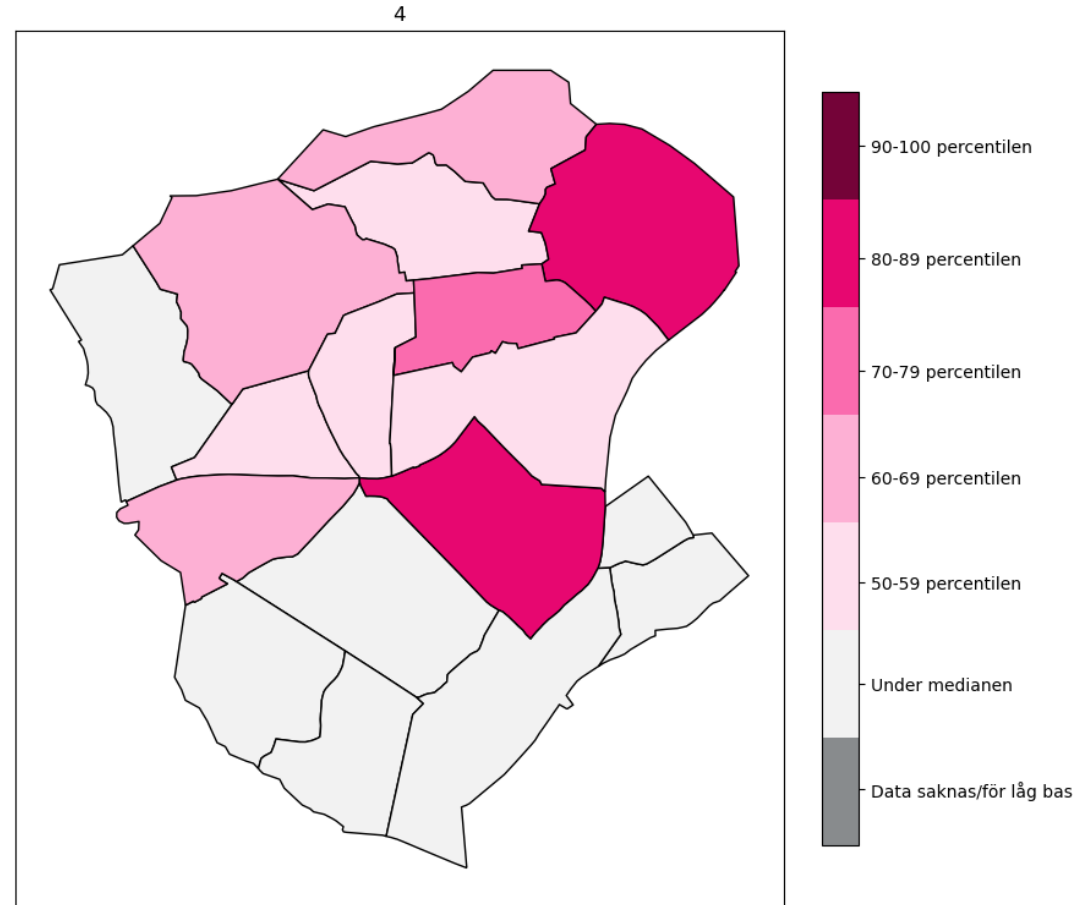 4
90-100 percentilen
80-89 percentilen
70-79 percentilen
60-69 percentilen
50-59 percentilen
Under medianen
Data saknas/för låg bas